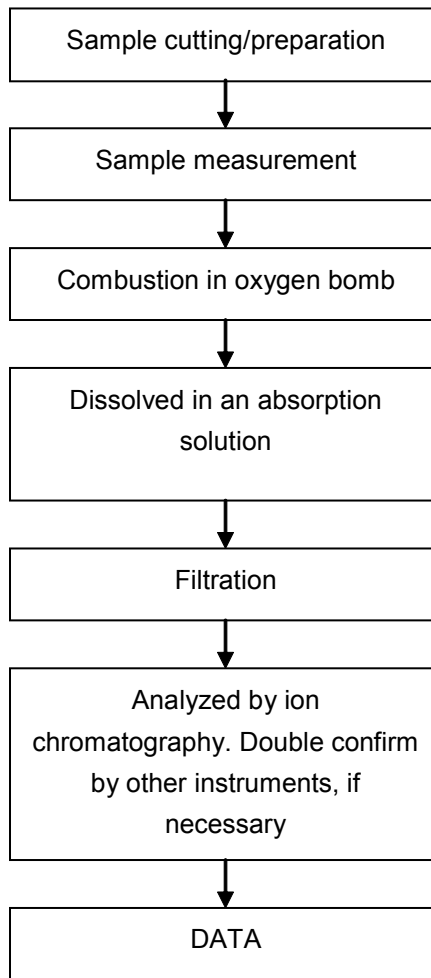 Sample cutting/preparation
Sample measurement
Combustion in oxygen bomb
Dissolved in an absorption
solution
Filtration
Analyzed by ion
chromatography. Double confirm
by other instruments, if
necessary
DATA